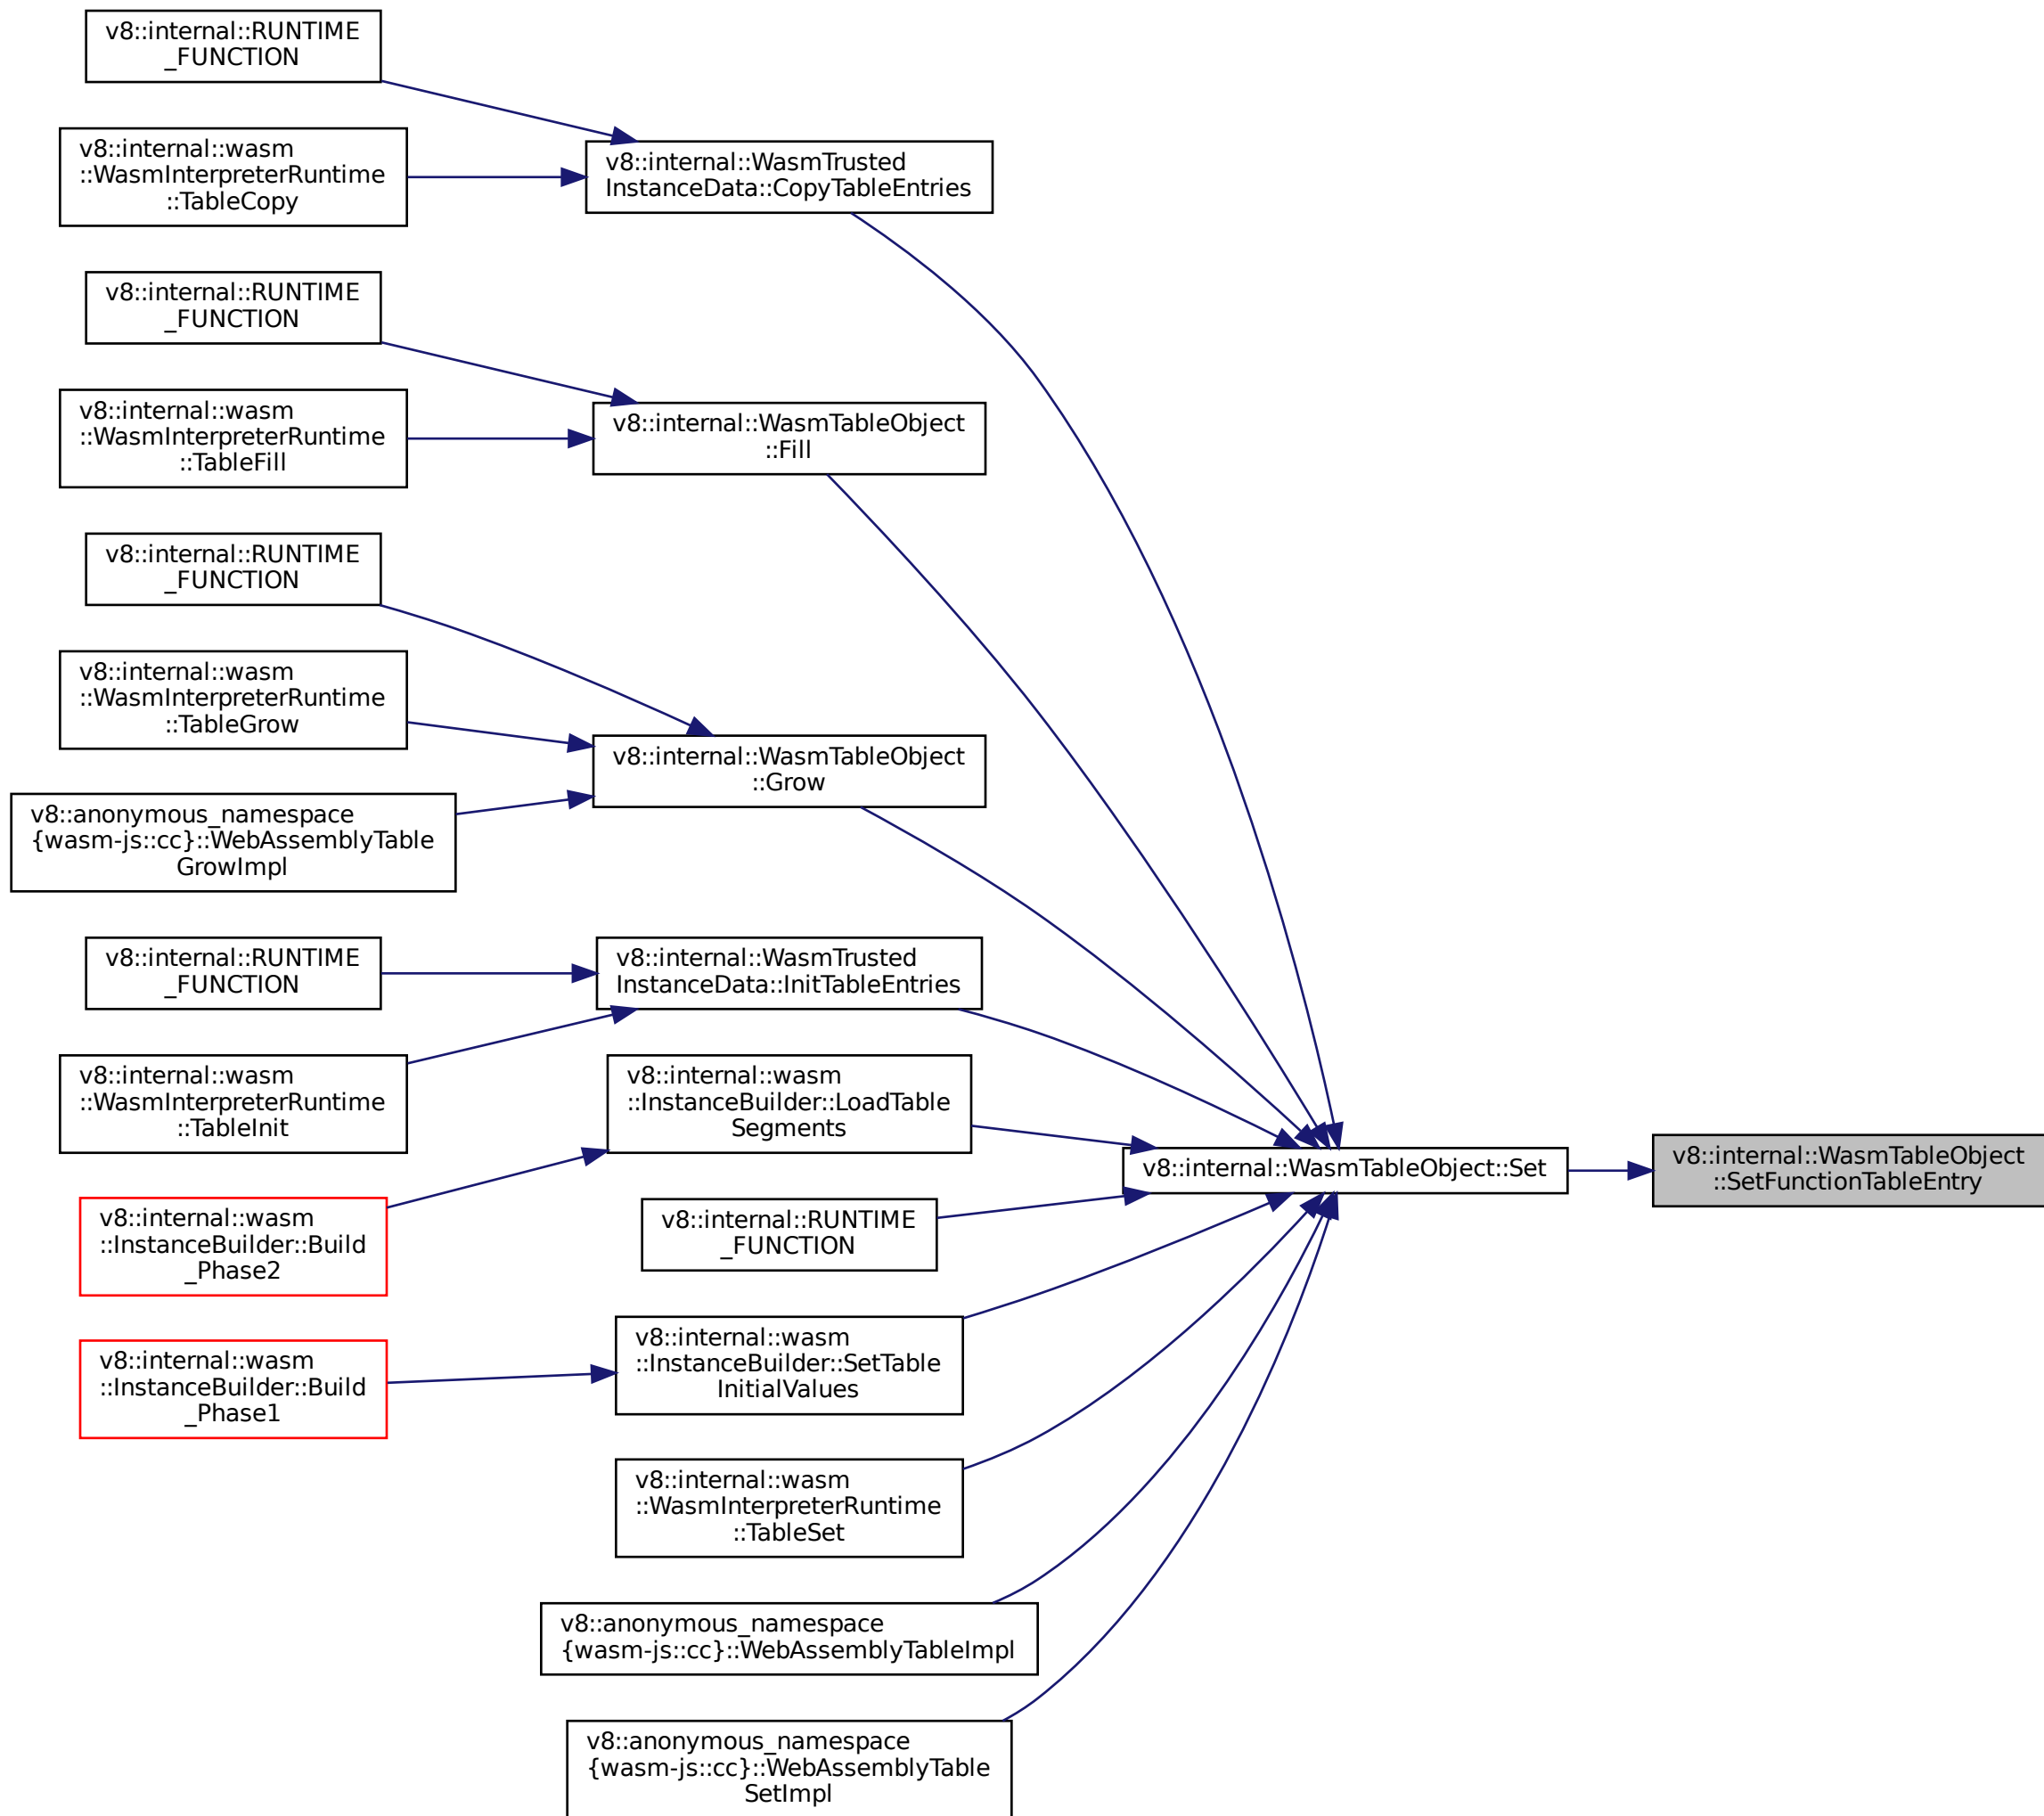 v8::internal::RUNTIME
_FUNCTION
v8::internal::wasm
::WasmInterpreterRuntime
::TableCopy
v8::internal::WasmTrusted
InstanceData::CopyTableEntries
v8::internal::RUNTIME
_FUNCTION
v8::internal::wasm
::WasmInterpreterRuntime
::TableFill
v8::internal::WasmTableObject
::Fill
v8::internal::RUNTIME
_FUNCTION
v8::internal::wasm
::WasmInterpreterRuntime
::TableGrow
v8::anonymous_namespace
{wasm-js::cc}::WebAssemblyTable
GrowImpl
v8::internal::WasmTableObject
::Grow
v8::internal::RUNTIME
_FUNCTION
v8::internal::wasm
::WasmInterpreterRuntime
::TableInit
v8::internal::WasmTrusted
InstanceData::InitTableEntries
v8::internal::wasm
::InstanceBuilder::LoadTable
Segments
v8::internal::wasm
::InstanceBuilder::Build
_Phase2
v8::internal::RUNTIME
_FUNCTION
v8::internal::wasm
::InstanceBuilder::Build
_Phase1
v8::internal::wasm
::InstanceBuilder::SetTable
InitialValues
v8::internal::wasm
::WasmInterpreterRuntime
::TableSet
v8::anonymous_namespace
{wasm-js::cc}::WebAssemblyTableImpl
v8::anonymous_namespace
{wasm-js::cc}::WebAssemblyTable
SetImpl
v8::internal::WasmTableObject::Set
v8::internal::WasmTableObject
::SetFunctionTableEntry